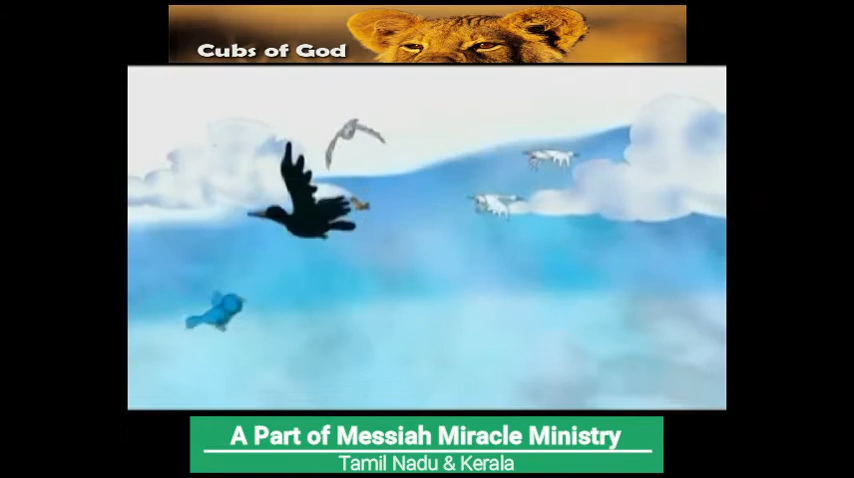 Cubs of God
A Part of Messiah Miracle Ministry
Tamil Nadu & Kerala